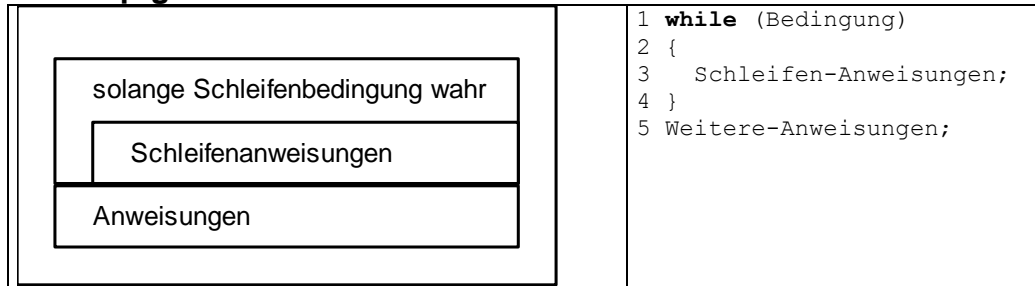 solange Schleifenbedingung wahr
Schleifenanweisungen
Anweisungen
1 while (Bedingung)
2 {
3   Schleifen-Anweisungen;
4 }
5 Weitere-Anweisungen;